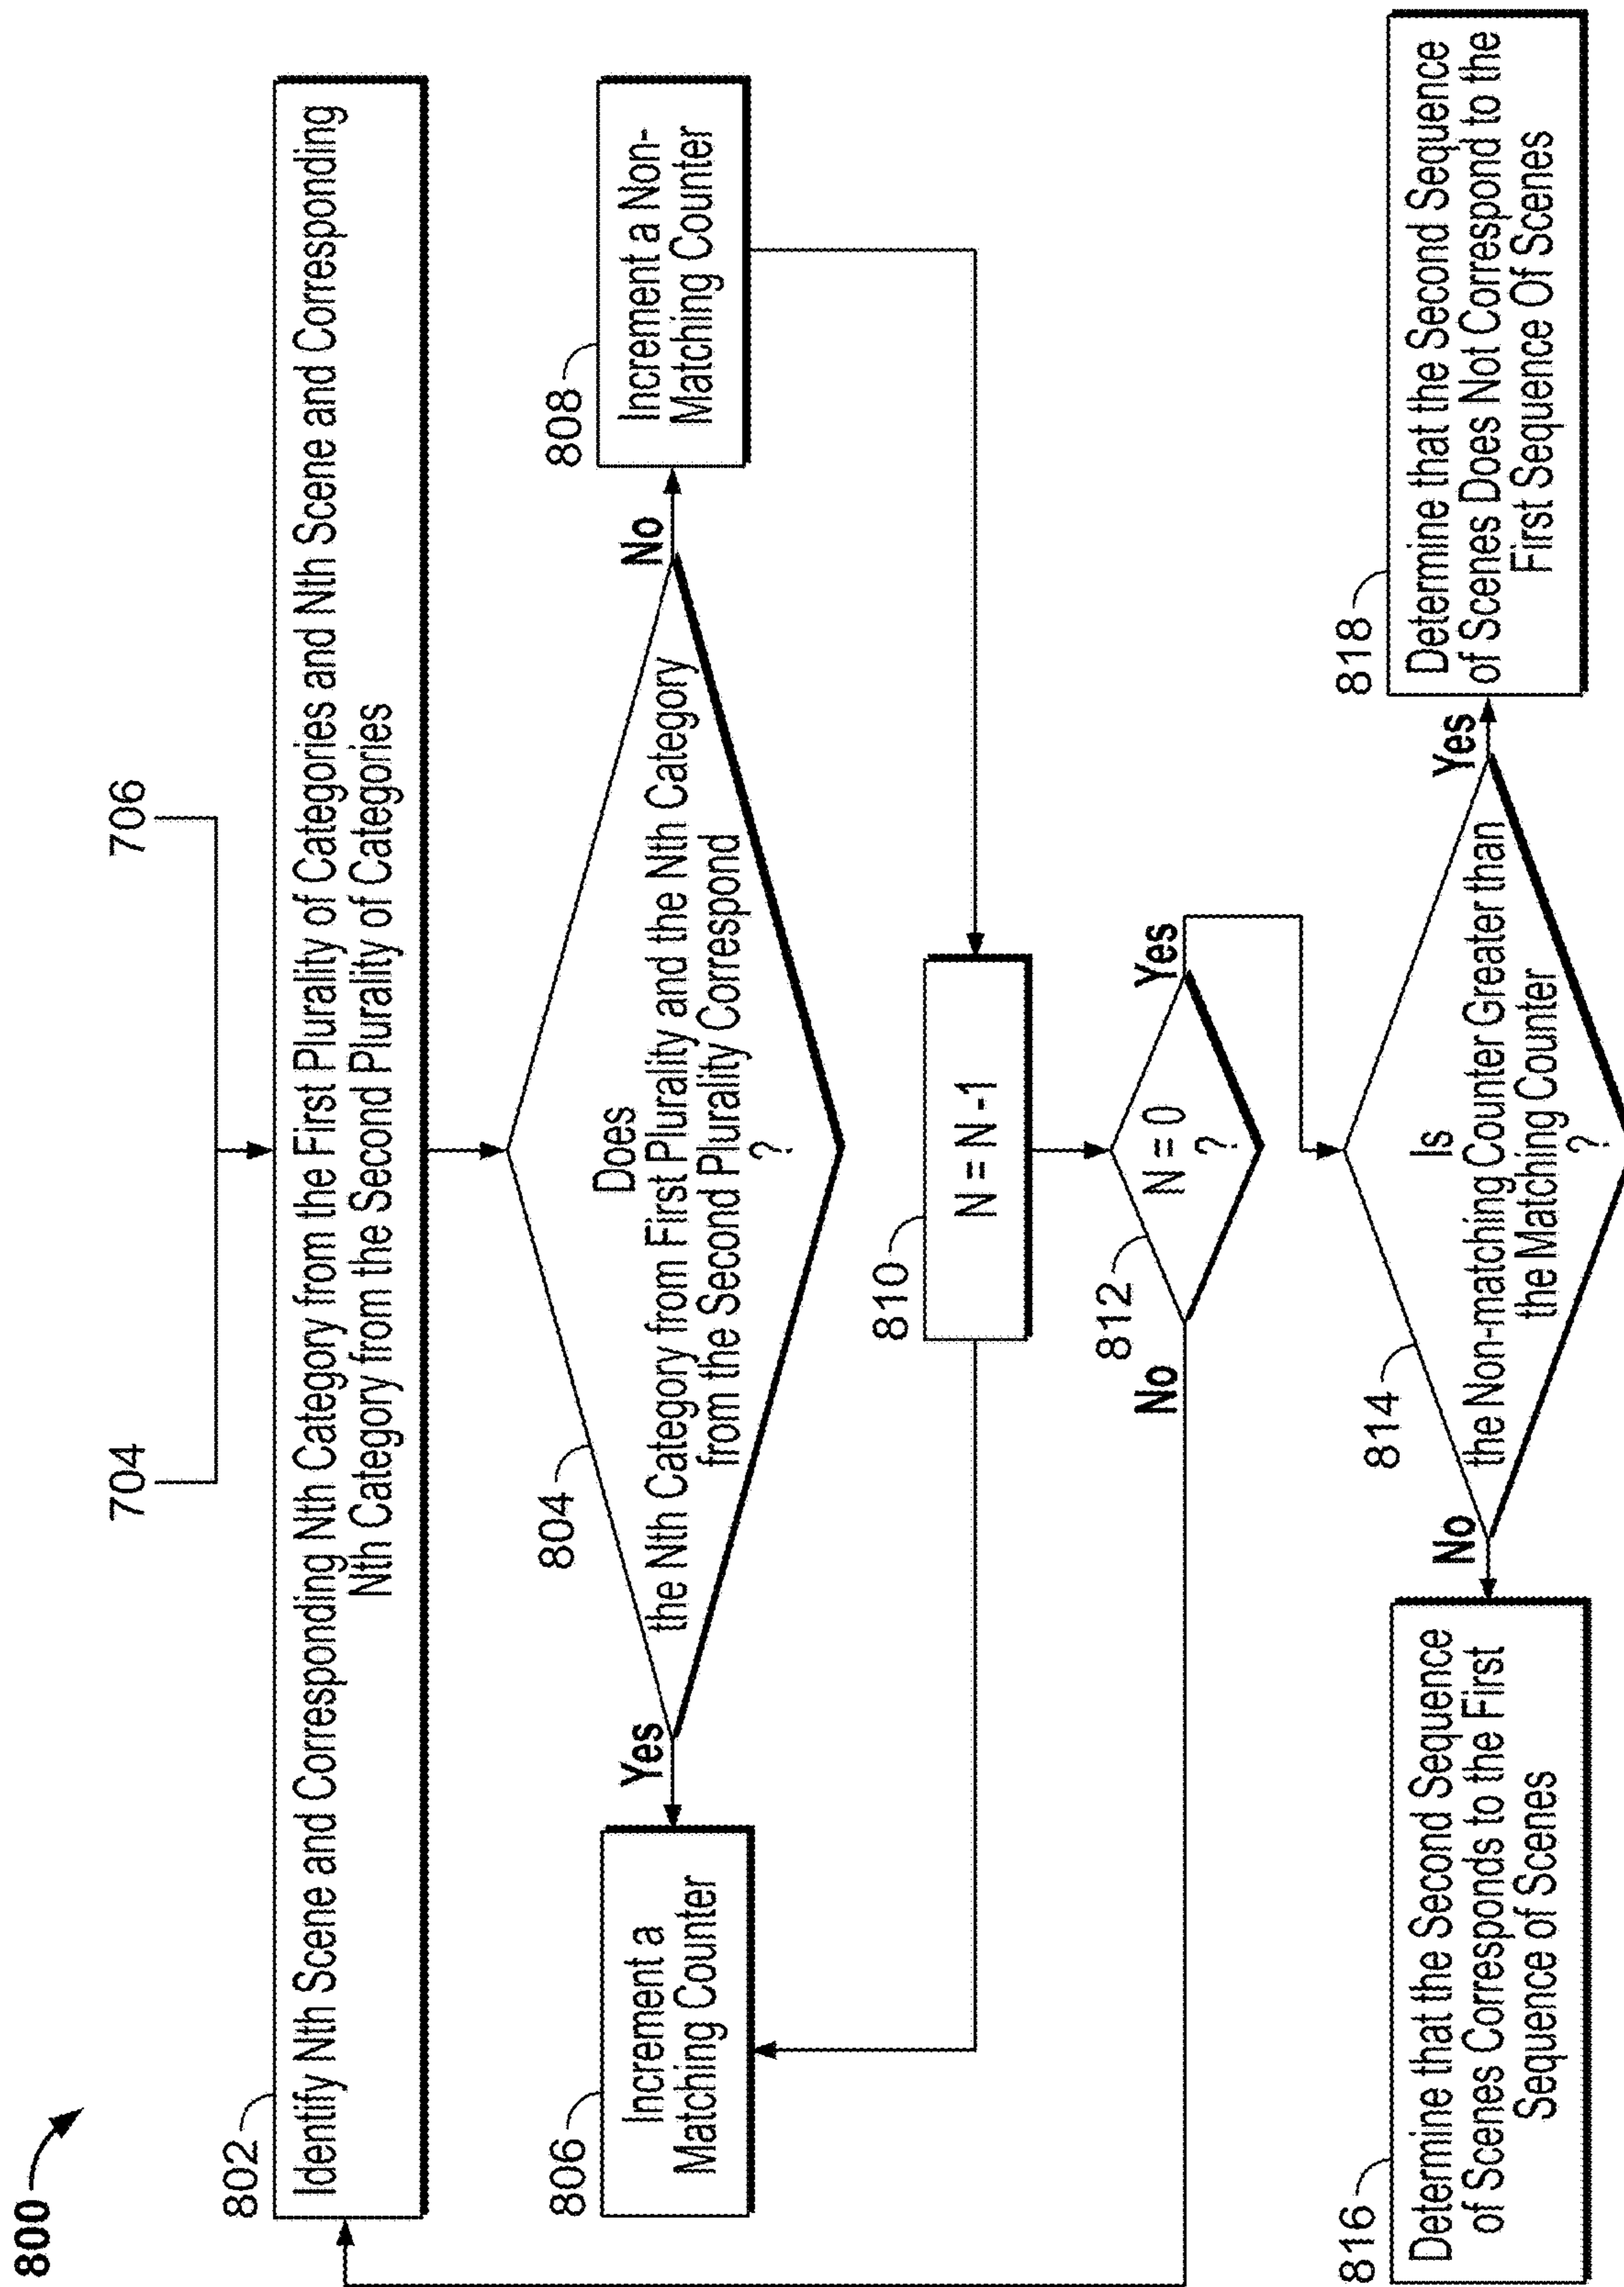 800
704
706
802
Identify Nth Scene and Corresponding Nth Category from the First Plurality of Categories and Nth Scene and Corresponding
Nth Category from the Second Plurality of Categories
804
Does
the Nth Category from First Plurality and the Nth Category
from the Second Plurality Correspond
?
Yes
No
806
Increment a
Matching Counter
808
Increment a Non-
Matching Counter
810
N = N -1
812
N = 0
?
No
Yes
814
Is
the Non-matching Counter Greater than
the Matching Counter
?
No
Yes
816
Determine that the Second Sequence
of Scenes Corresponds to the First
Sequence of Scenes
818
Determine that the Second Sequence
of Scenes Does Not Correspond to the
First Sequence Of Scenes